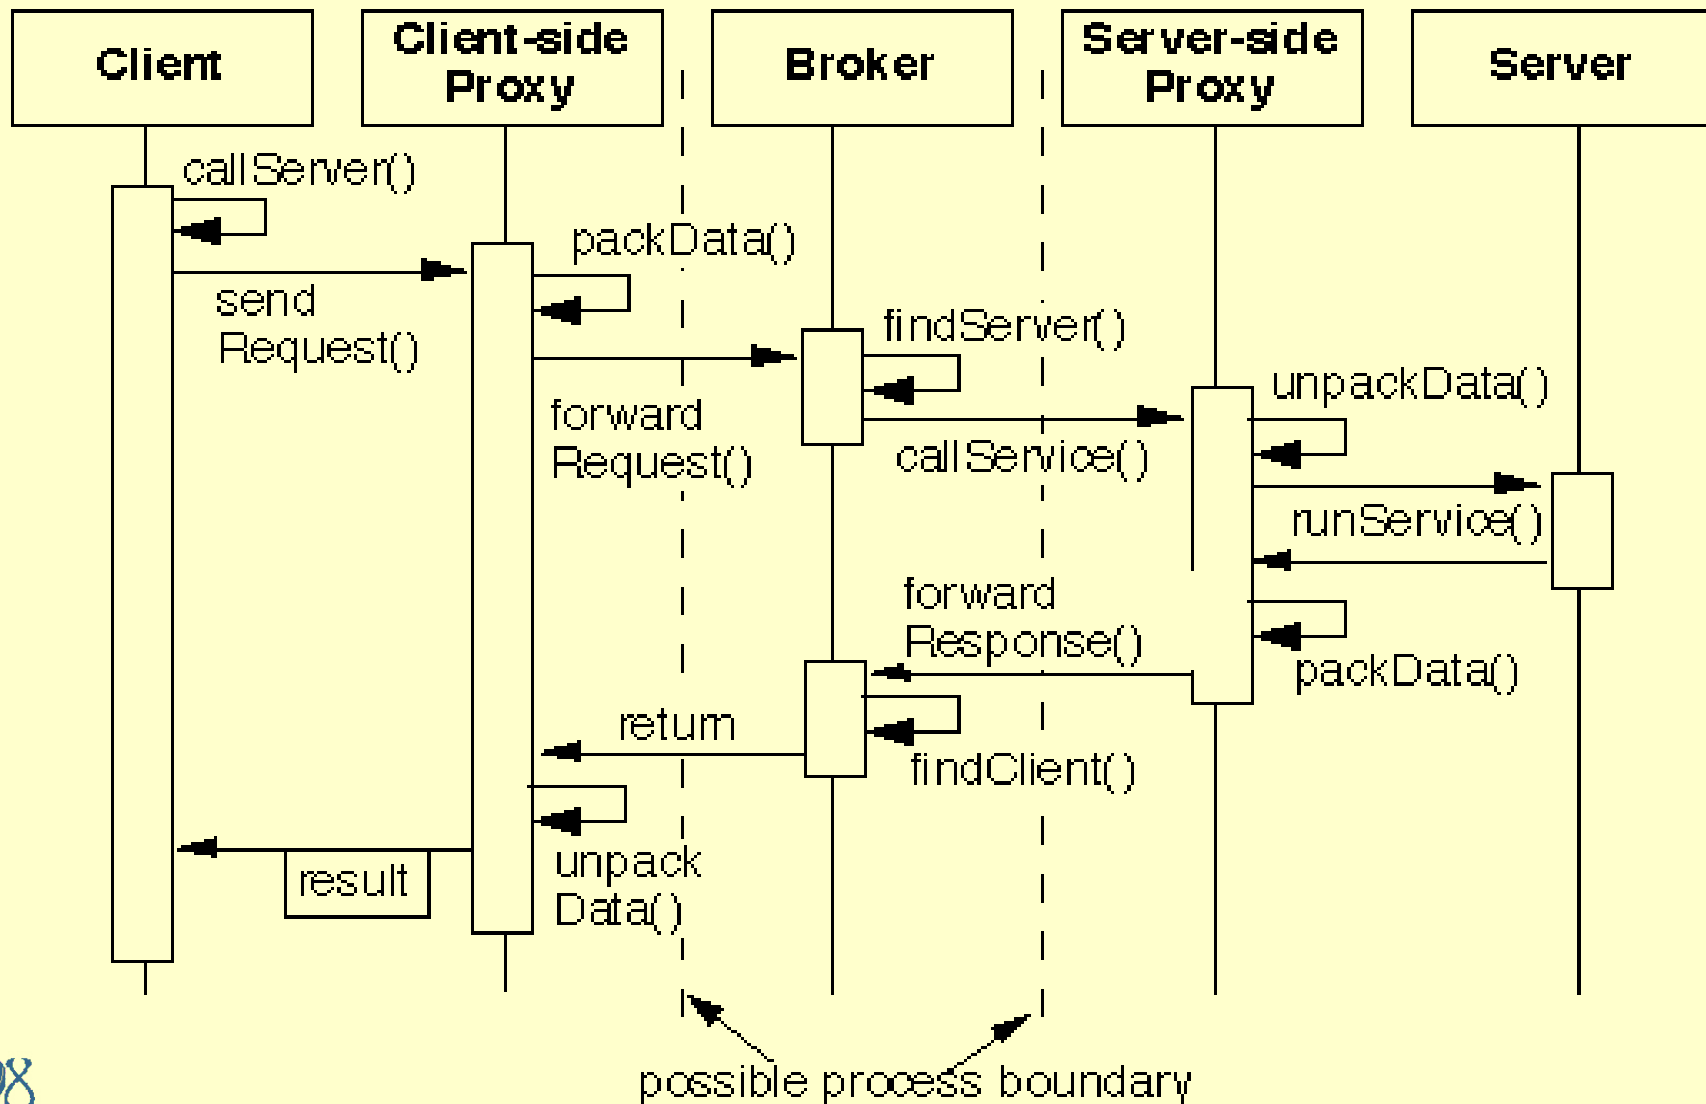 Client
Client-side
Proxy
Broker
Server-side
Proxy
Server
callServer()
packData()
send
Request()
findServer()
unpackData()
forward
Request()
callService()
runService()
forward
Response()
packData()
return
findClient()
unpack
Data()
result
possible process boundary